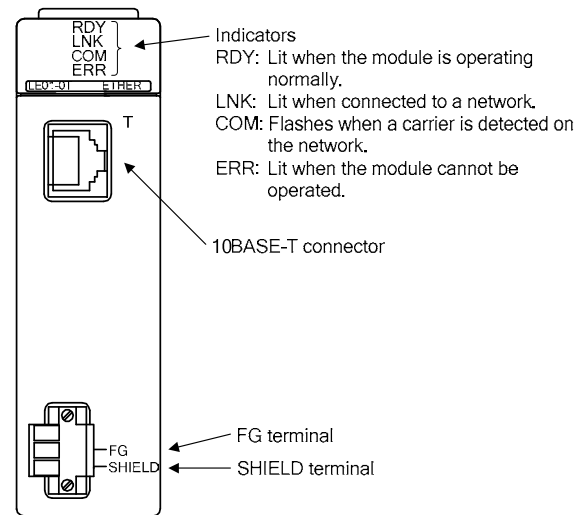 RDY
LNK
COM
ERR
ETHER
T
Indicators
RDY: Lit when the module is operating
normally.
LNK: Lit when connected to a network.
COM: Flashes when a carrier is detected on
the network.
ERR: Lit when the module cannot be
operated.
10BASE-T connector
FG
SHIELD
FG terminal
SHIELD terminal